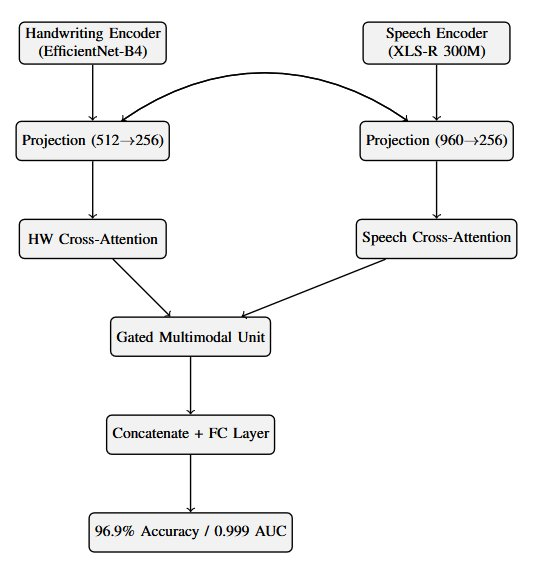 Handwriting Encoder
(EfficientNet-B4)
Speech Encoder
(XLS-R 300M)
Projection (512→256)
Projection (960→256)
HW Cross-Attention
Speech Cross-Attention
Gated Multimodal Unit
Concatenate + FC Layer
96.9% Accuracy / 0.999 AUC